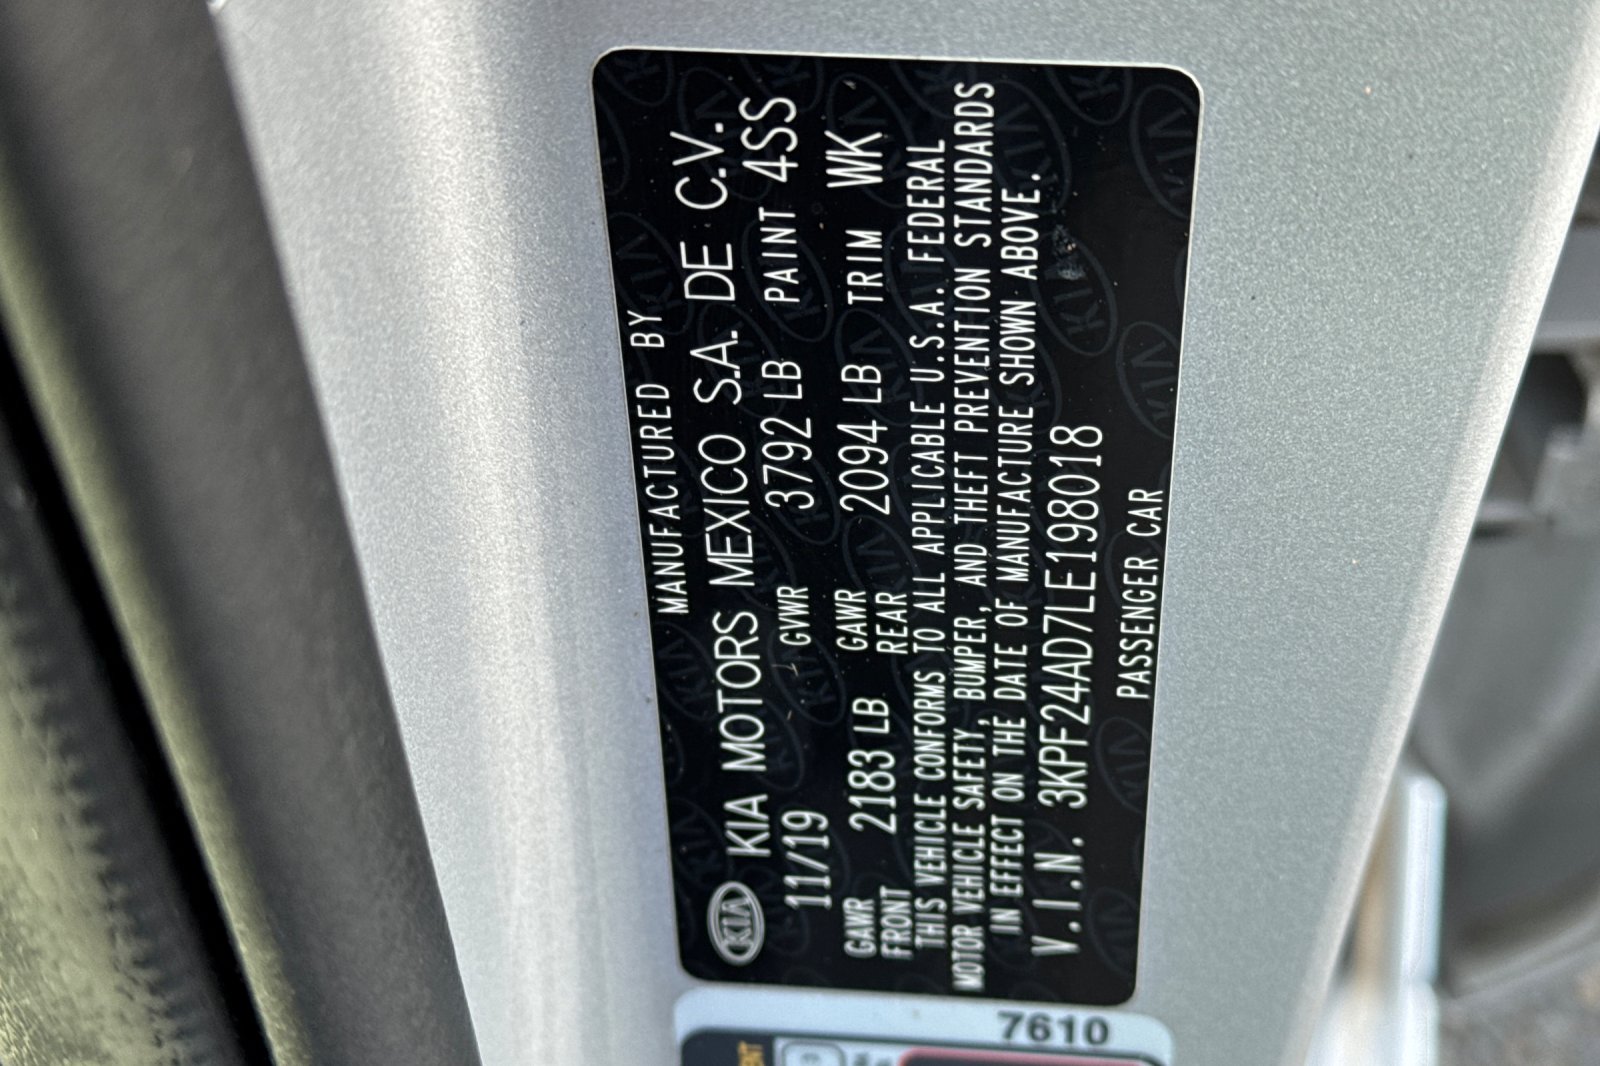 MANUFACTURED BY
KIA KIA MOTORS MEXICO S.A. DE C.V.
11/19 GVWR 3792 LB PAINT 4SS
GAWR FRONT 2183 LB GAWR REAR 2094 LB TRIM WK
THIS VEHICLE CONFORMS TO ALL APPLICABLE U.S.A. FEDERAL
MOTOR VEHICLE SAFETY, BUMPER, AND THEFT PREVENTION STANDARDS
IN EFFECT ON THE DATE OF MANUFACTURE SHOWN ABOVE.
V.I.N. 3KPF24AD7LE198018
PASSENGER CAR
7610